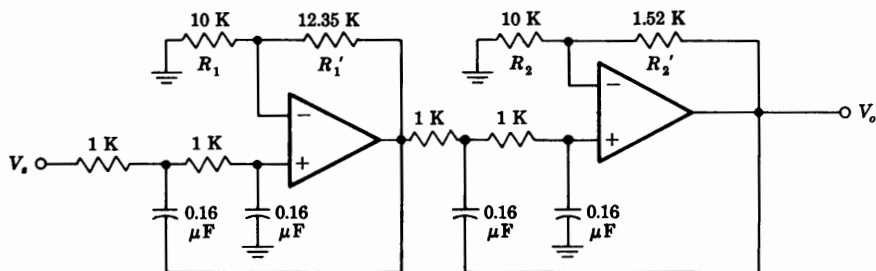 10 K 12.35 K 10 K 1.52 K
R₁ R₁′ R₂ R₂′
− −
1 K 1 K + 1 K 1 K + Vₒ
Vₛ
0.16 μF 0.16 μF 0.16 μF 0.16 μF